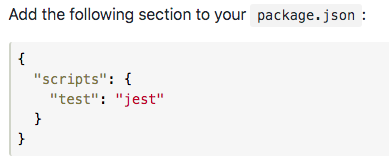 Add the following section to your package.json :
{
  "scripts": {
    "test": "jest"
  }
}